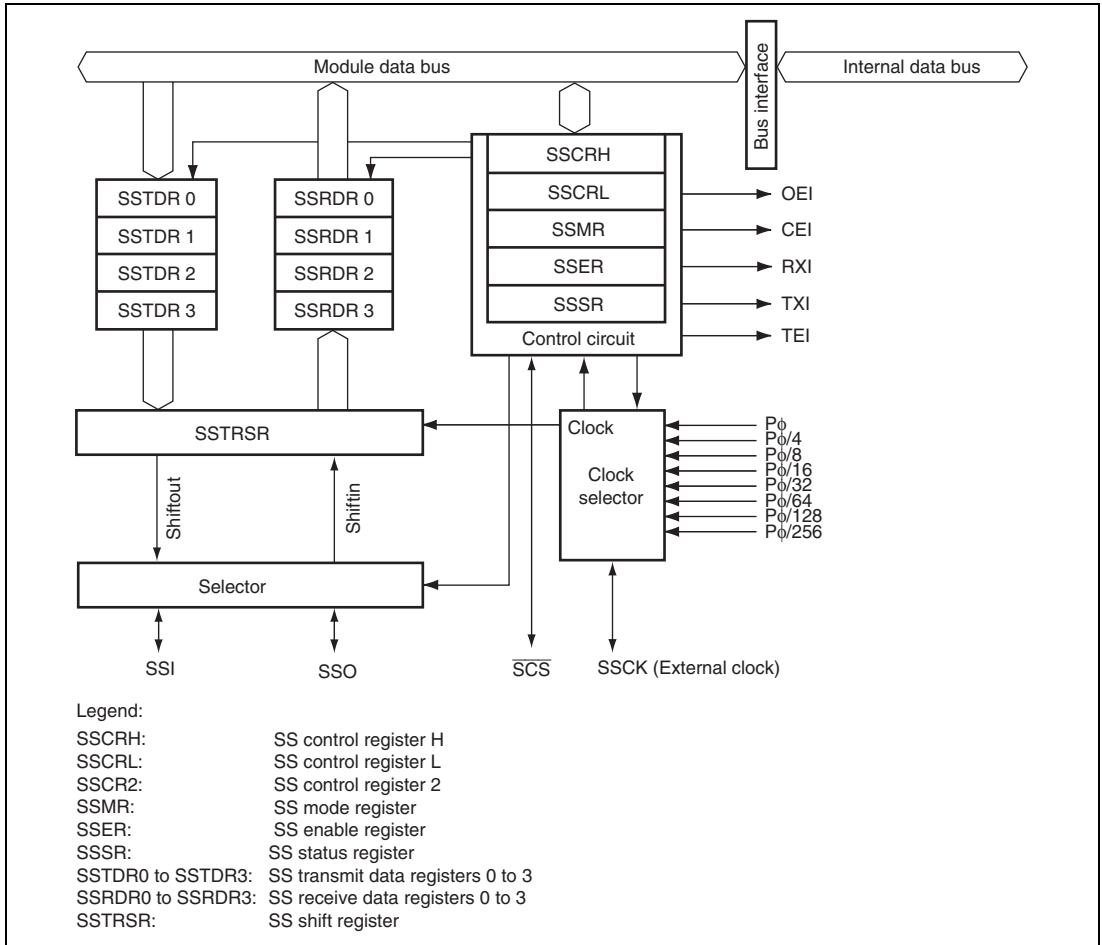 Module data bus
Bus interface
Internal data bus
SSTDR 0
SSTDR 1
SSTDR 2
SSTDR 3
SSRDR 0
SSRDR 1
SSRDR 2
SSRDR 3
SSCRH
SSCRL
SSMR
SSER
SSSR
Control circuit
OEI
CEI
RXI
TXI
TEI
SSTRSR
Clock
Clock
selector
Pϕ
Pϕ/4
Pϕ/8
Pϕ/16
Pϕ/32
Pϕ/64
Pϕ/128
Pϕ/256
Shiftout
Shiftin
Selector
SSI
SSO
S̅C̅S̅
SSCK (External clock)
Legend:
SSCRH: SS control register H
SSCRL: SS control register L
SSCR2: SS control register 2
SSMR: SS mode register
SSER: SS enable register
SSSR: SS status register
SSTDR0 to SSTDR3: SS transmit data registers 0 to 3
SSRDR0 to SSRDR3: SS receive data registers 0 to 3
SSTRSR: SS shift register